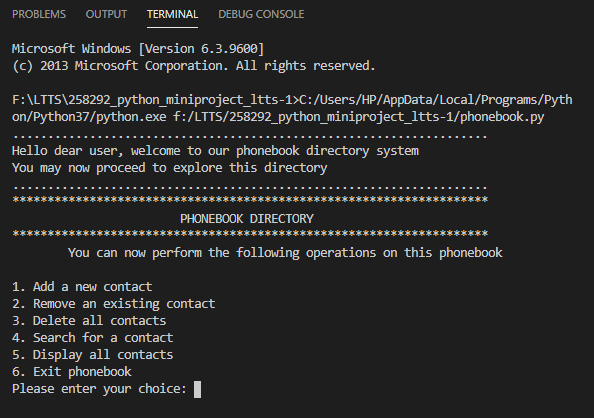 PROBLEMS OUTPUT TERMINAL DEBUG CONSOLE
Microsoft Windows [Version 6.3.9600]
(c) 2013 Microsoft Corporation. All rights reserved.
F:\LTTS\258292_python_miniproject_ltts-1>C:/Users/HP/AppData/Local/Programs/Pyth
on/Python37/python.exe f:/LTTS/258292_python_miniproject_ltts-1/phonebook.py
....................................................................
Hello dear user, welcome to our phonebook directory system
You may now proceed to explore this directory
....................................................................
********************************************************************
PHONEBOOK DIRECTORY
********************************************************************
You can now perform the following operations on this phonebook
1. Add a new contact
2. Remove an existing contact
3. Delete all contacts
4. Search for a contact
5. Display all contacts
6. Exit phonebook
Please enter your choice: